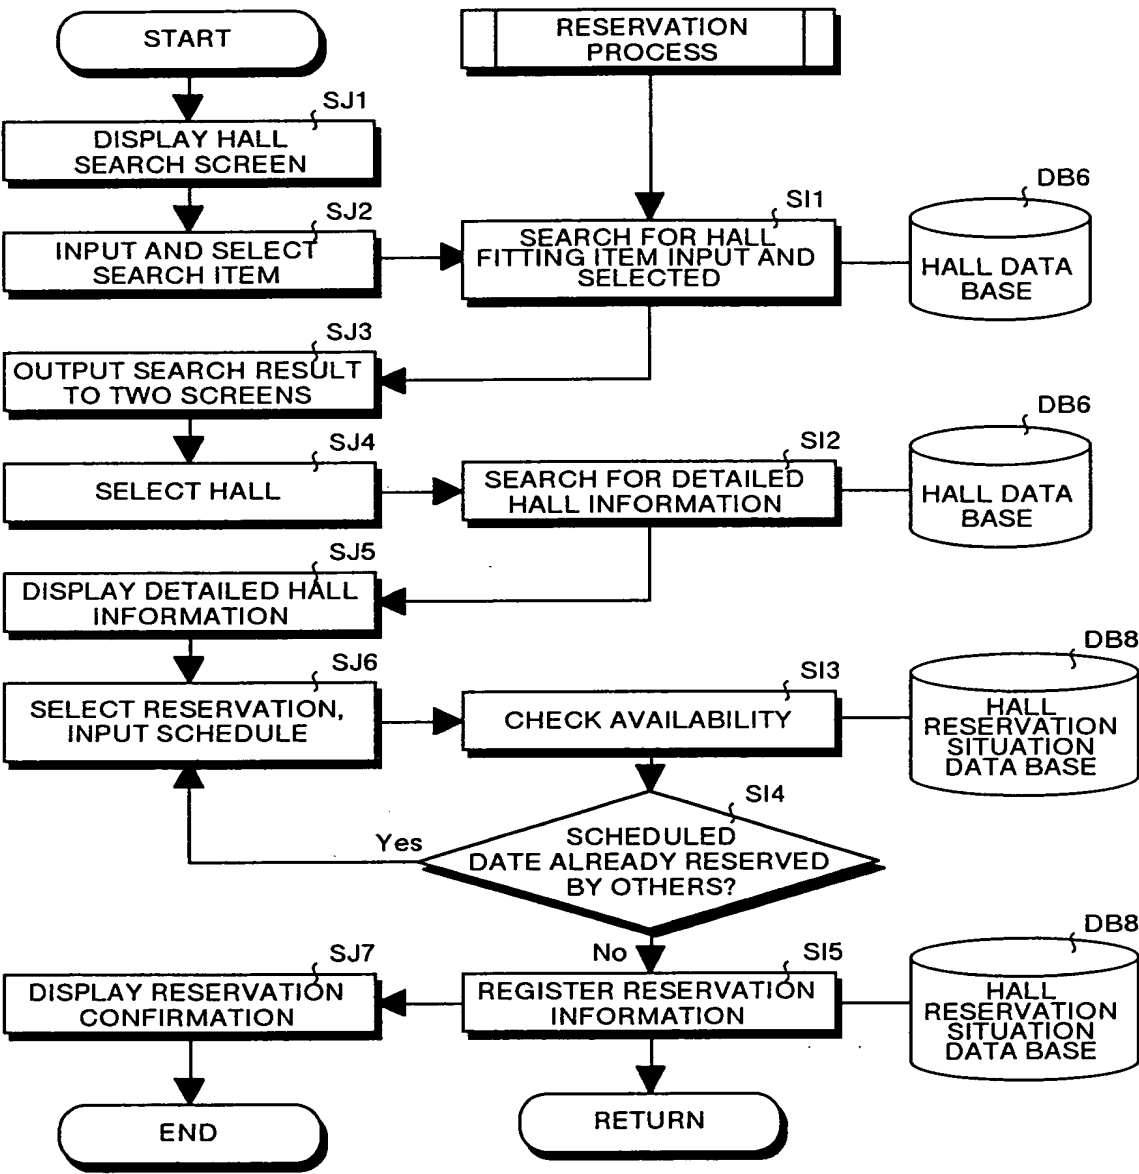 START
RESERVATION
PROCESS
SJ1
DISPLAY HALL
SEARCH SCREEN
SJ2
INPUT AND SELECT
SEARCH ITEM
SI1
SEARCH FOR HALL
FITTING ITEM INPUT AND
SELECTED
DB6
HALL DATA
BASE
SJ3
OUTPUT SEARCH RESULT
TO TWO SCREENS
SJ4
SELECT HALL
SI2
SEARCH FOR DETAILED
HALL INFORMATION
DB6
HALL DATA
BASE
SJ5
DISPLAY DETAILED HALL
INFORMATION
SJ6
SELECT RESERVATION,
INPUT SCHEDULE
SI3
CHECK AVAILABILITY
DB8
HALL
RESERVATION
SITUATION
DATA BASE
SI4
SCHEDULED
DATE ALREADY RESERVED
BY OTHERS?
Yes
No
SI5
REGISTER RESERVATION
INFORMATION
DB8
HALL
RESERVATION
SITUATION
DATA BASE
SJ7
DISPLAY RESERVATION
CONFIRMATION
END
RETURN